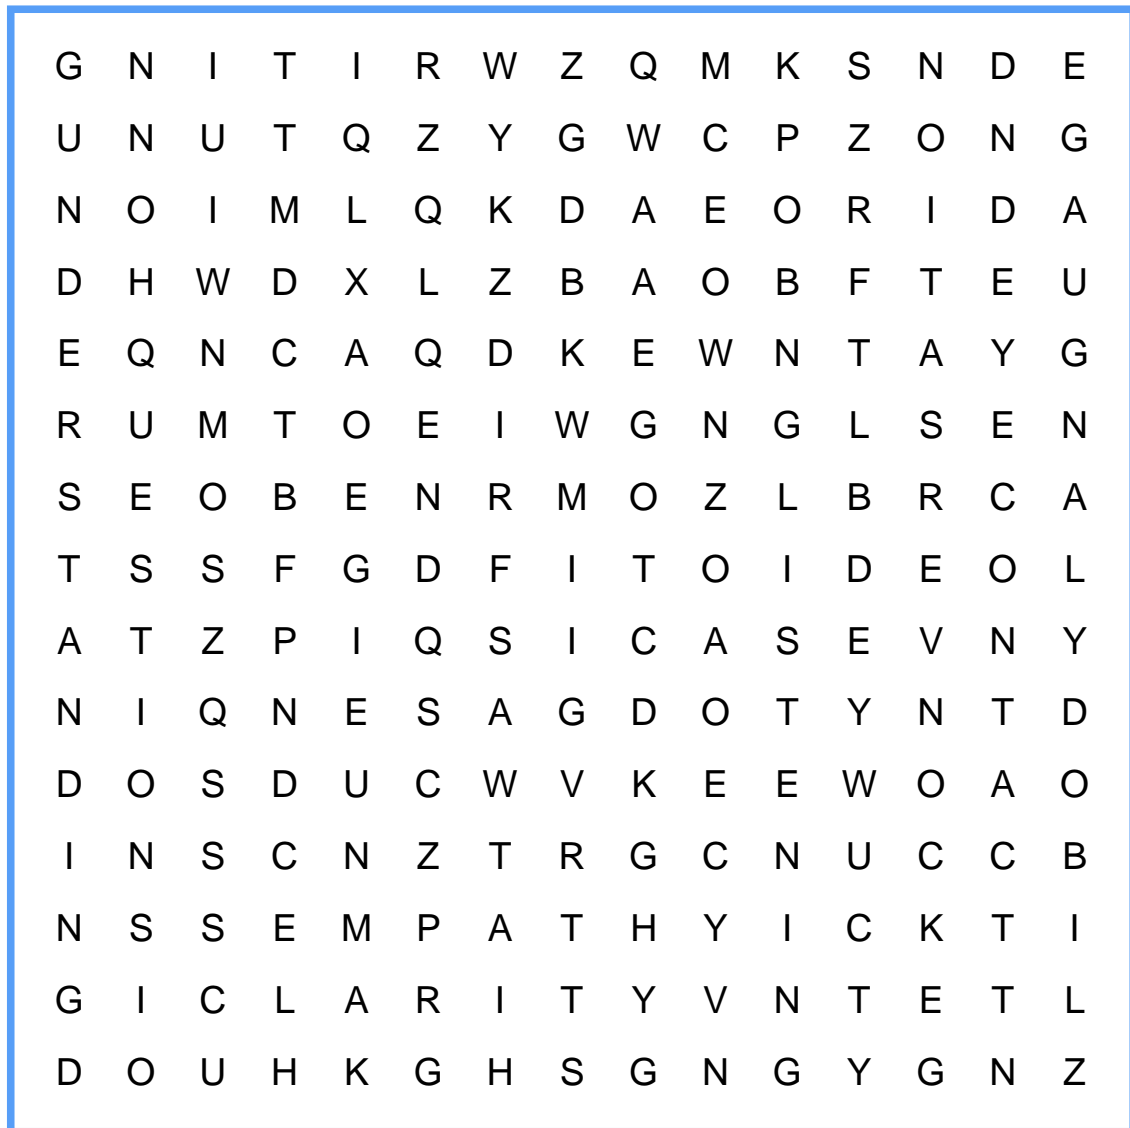 G N I T I R W Z Q M K S N D E
U N U T Q Z Y G W C P Z O N G
N O I M L Q K D A E O R I D A
D H W D X L Z B A O B F T E U
E Q N C A Q D K E W N T A Y G
R U M T O E I W G N G L S E N
S E O B E N R M O Z L B R C A
T S S F G D F I T O I D E O L
A T Z P I Q S I C A S E V N Y
N I Q N E S A G D O T Y N T D
D O S D U C W V K E E W O A O
I N S C N Z T R G C N U C C B
N S S E M P A T H Y I C K T I
G I C L A R I T Y V N T E T L
D O U H K G H S G N G Y G N Z